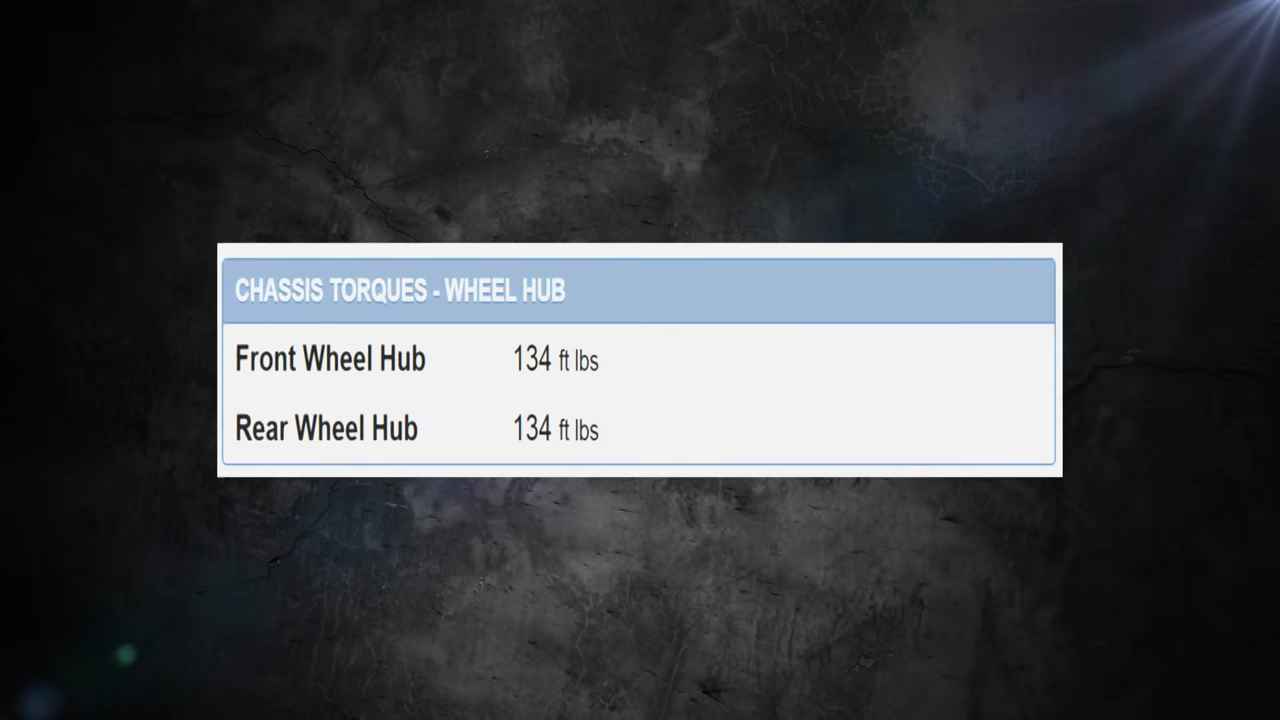 CHASSIS TORQUES - WHEEL HUB
Front Wheel Hub 134 ft lbs
Rear Wheel Hub 134 ft lbs